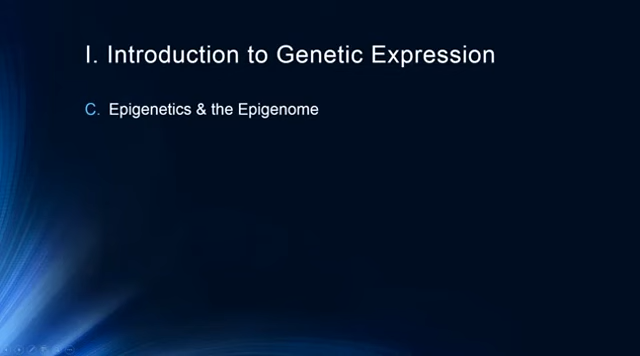 I. Introduction to Genetic Expression
C. Epigenetics & the Epigenome